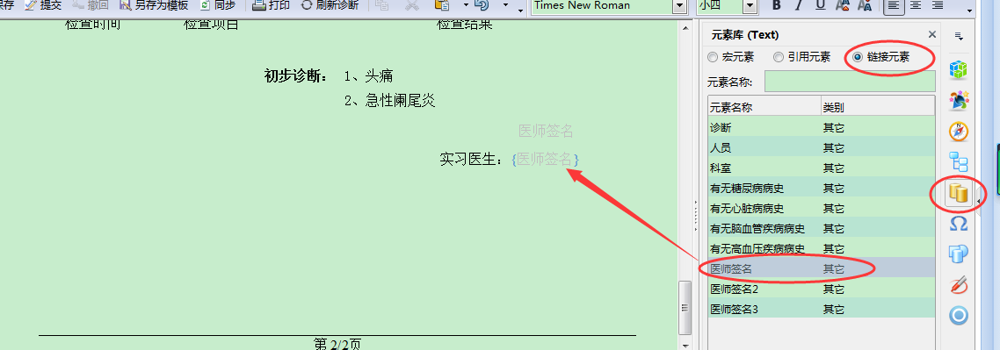 保存 提交 撤回 另存为模板 同步 打印 刷新诊断 Times New Roman 小四 B I U A A
检查时间 检查项目 检查结果
初步诊断： 1、头痛
2、急性阑尾炎
医师签名
实习医生：{医师签名}
第 2/2页
元素库 (Text)
宏元素 引用元素 链接元素
元素名称:
元素名称 类别
诊断 其它
人员 其它
科室 其它
有无糖尿病病史 其它
有无心脏病病史 其它
有无脑血管疾病病史 其它
有无高血压疾病病史 其它
医师签名 其它
医师签名2 其它
医师签名3 其它